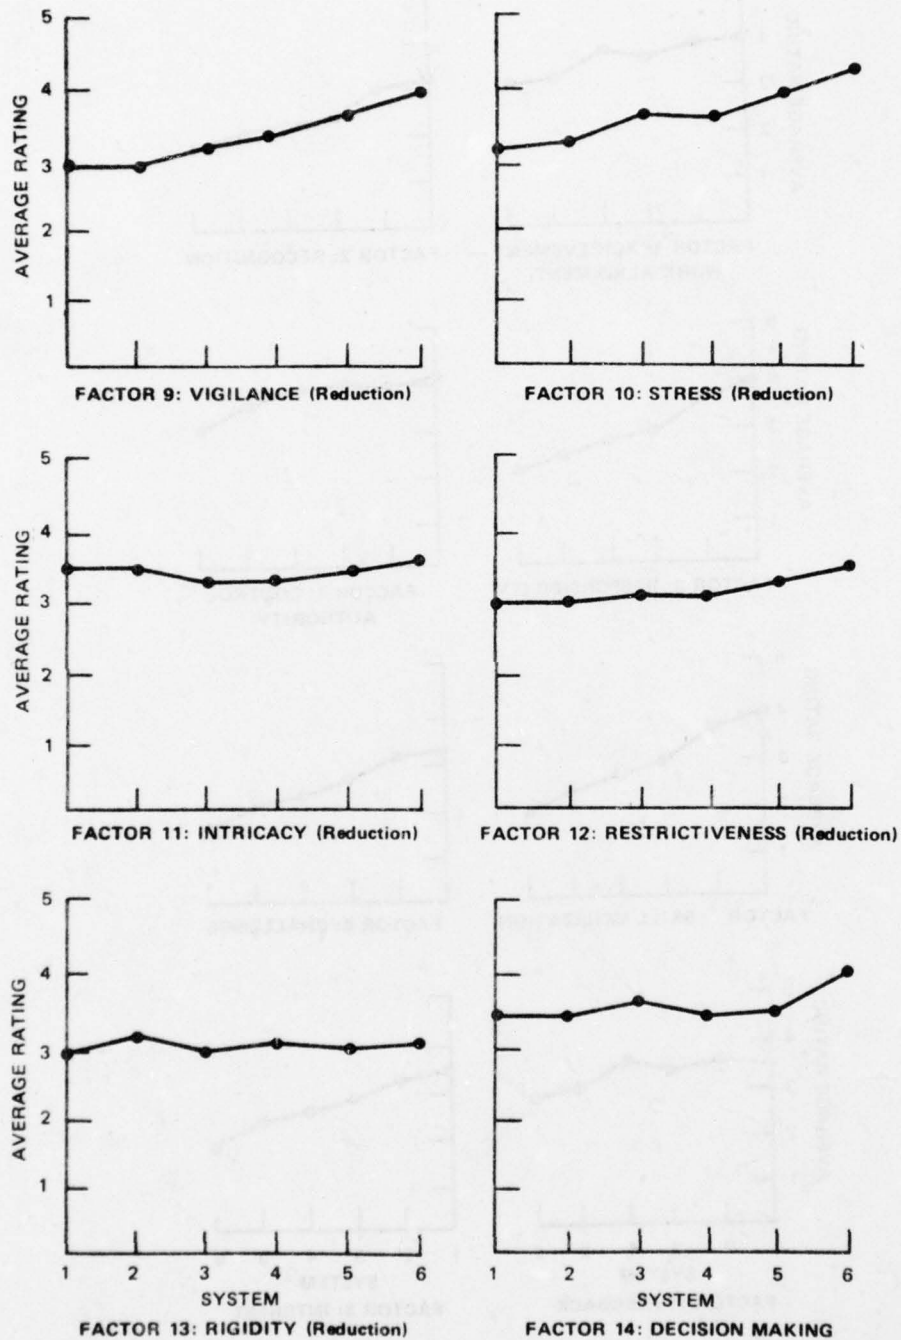 5
4
3
2
1
AVERAGE RATING
FACTOR 9: VIGILANCE (Reduction)
FACTOR 10: STRESS (Reduction)
5
4
3
2
1
AVERAGE RATING
FACTOR 11: INTRICACY (Reduction)
FACTOR 12: RESTRICTIVENESS (Reduction)
5
4
3
2
1
AVERAGE RATING
1 2 3 4 5 6
SYSTEM
FACTOR 13: RIGIDITY (Reduction)
1 2 3 4 5 6
SYSTEM
FACTOR 14: DECISION MAKING